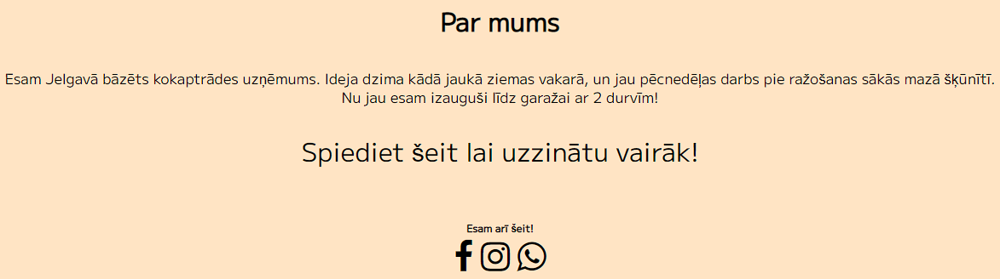 Par mums
Esam Jelgavā bāzēts kokaptrādes uzņēmums. Ideja dzima kādā jaukā ziemas vakarā, un jau pēcnedēļas darbs pie ražošanas sākās mazā šķūnītī.
Nu jau esam izauguši līdz garažai ar 2 durvīm!
Spiediet šeit lai uzzinātu vairāk!
Esam arī šeit!